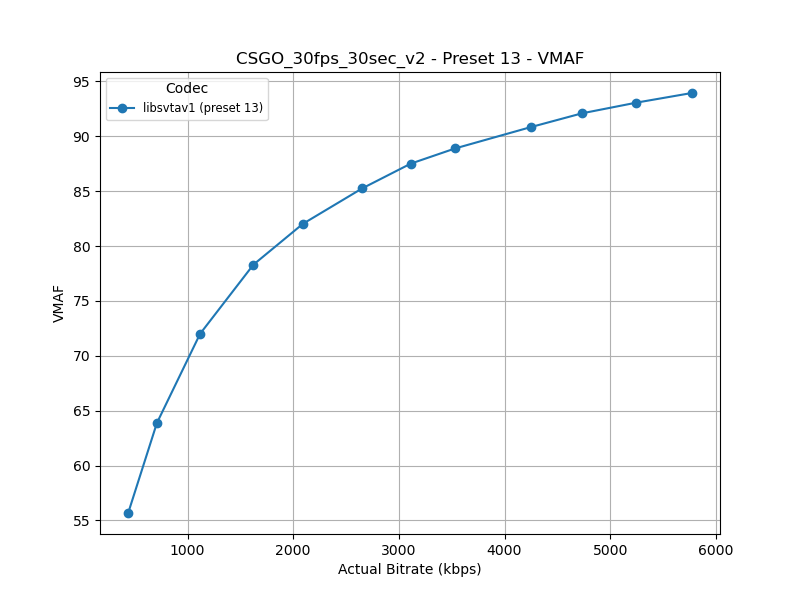 CSGO_30fps_30sec_v2 - Preset 13 - VMAF
Codec
libsvtav1 (preset 13)
VMAF
95
90
85
80
75
70
65
60
55
1000 2000 3000 4000 5000 6000
Actual Bitrate (kbps)